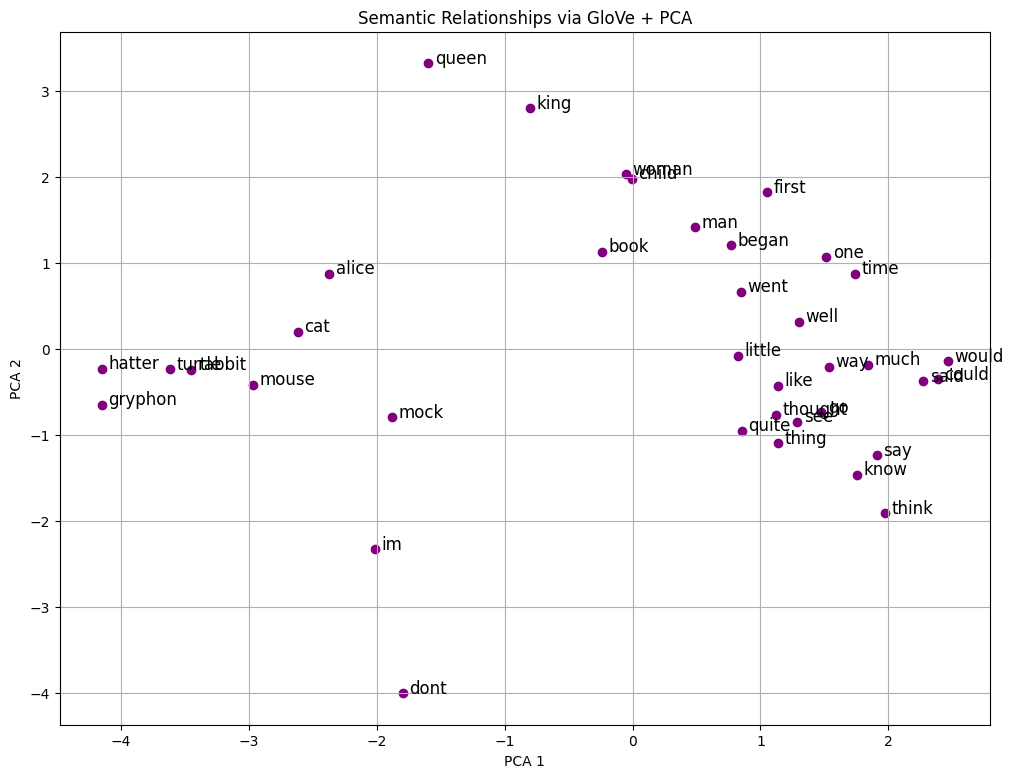 Semantic Relationships via GloVe + PCA
queen
king
woman
child
first
man
began
book
one
time
alice
went
well
cat
little
would
hatter
turtle
rabbit
way
much
could
said
mouse
like
gryphon
go
thought
see
mock
quite
thing
say
know
think
im
dont
3
2
1
0
−1
−2
−3
−4
PCA 2
−4
−3
−2
−1
0
1
2
PCA 1